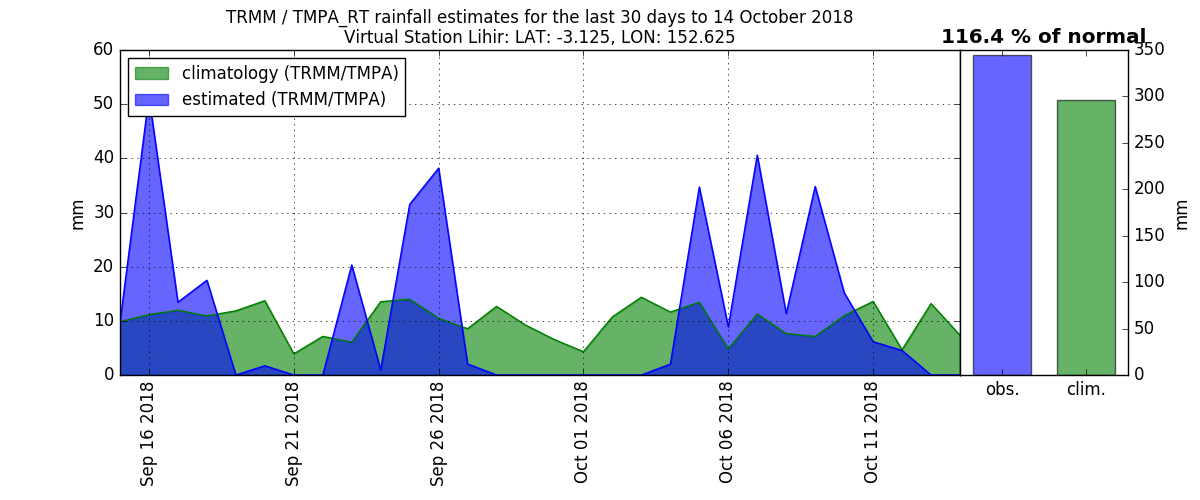 TRMM / TMPA_RT rainfall estimates for the last 30 days to 14 October 2018
Virtual Station Lihir: LAT: -3.125, LON: 152.625
116.4 % of normal
climatology (TRMM/TMPA)
estimated (TRMM/TMPA)
60
50
40
30
20
10
0
mm
Sep 16 2018
Sep 21 2018
Sep 26 2018
Oct 01 2018
Oct 06 2018
Oct 11 2018
obs.
clim.
350
300
250
200
150
100
50
0
mm